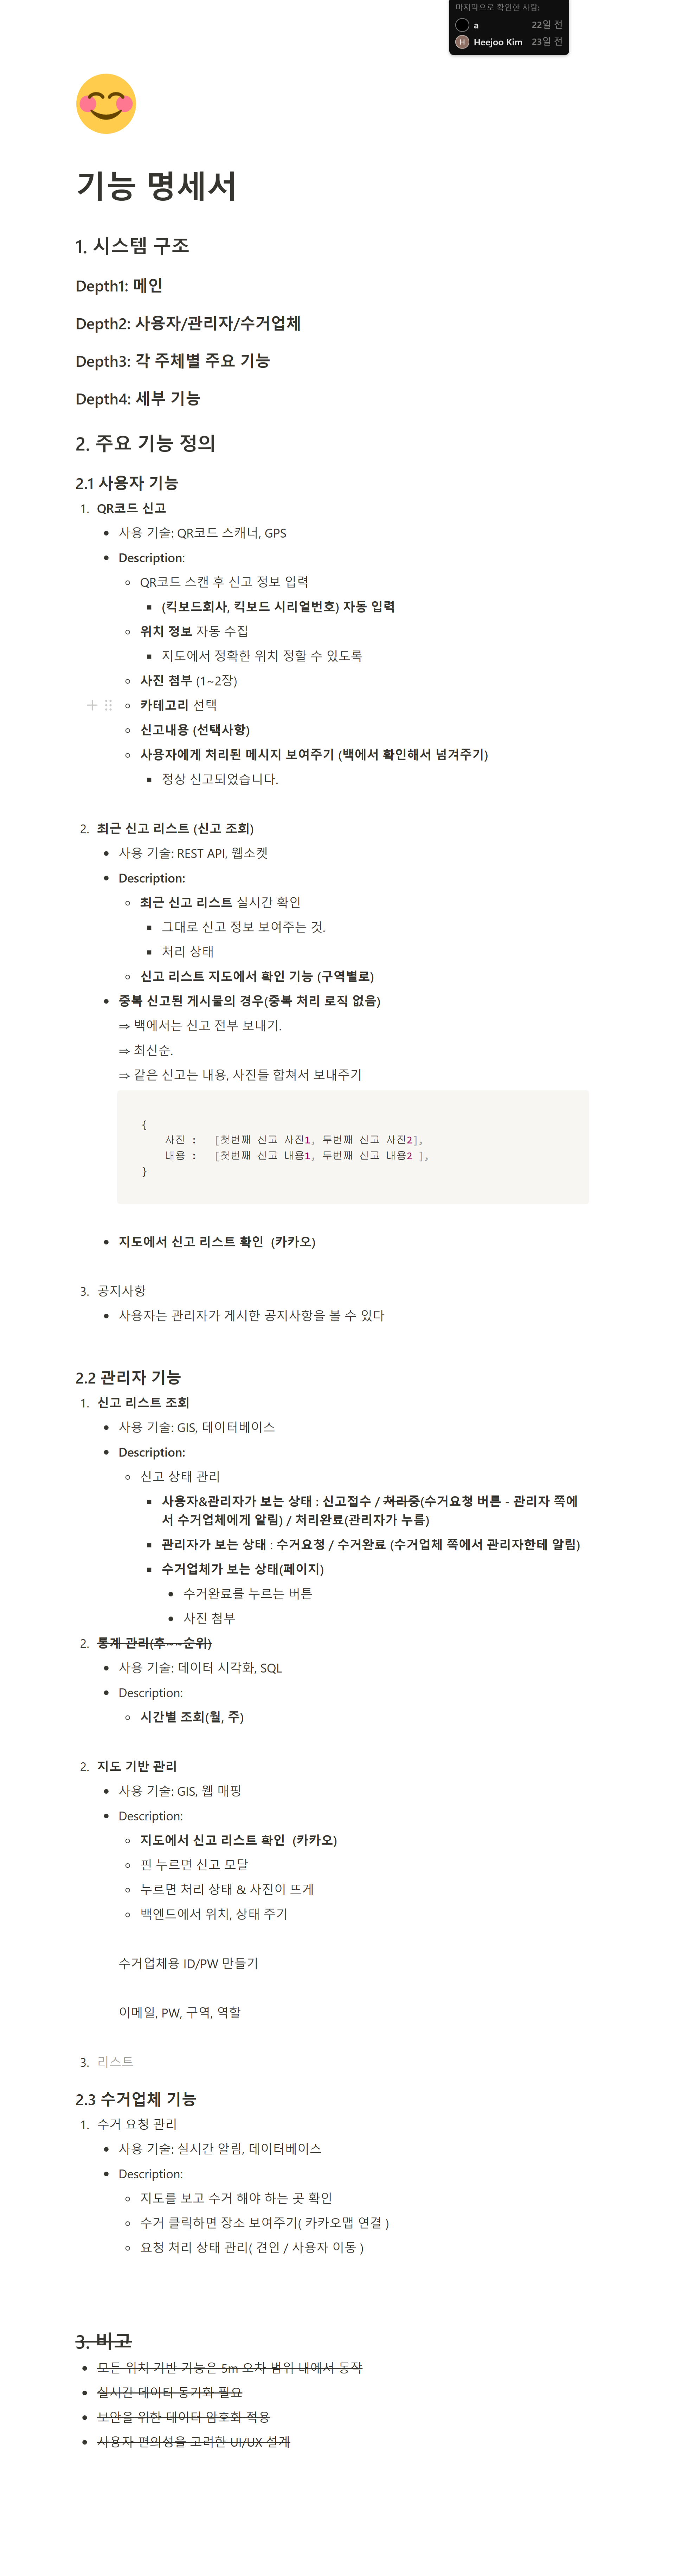 마지막으로 확인한 사람:
a 22일 전
H Heejoo Kim 23일 전
기능 명세서
1. 시스템 구조
Depth1: 메인
Depth2: 사용자/관리자/수거업체
Depth3: 각 주체별 주요 기능
Depth4: 세부 기능
2. 주요 기능 정의
2.1 사용자 기능
1. QR코드 신고
• 사용 기술: QR코드 스캐너, GPS
• Description:
◦ QR코드 스캔 후 신고 정보 입력
▪ (킥보드회사, 킥보드 시리얼번호) 자동 입력
◦ 위치 정보 자동 수집
▪ 지도에서 정확한 위치 정할 수 있도록
◦ 사진 첨부 (1~2장)
◦ 카테고리 선택
◦ 신고내용 (선택사항)
◦ 사용자에게 처리된 메시지 보여주기 (백에서 확인해서 넘겨주기)
▪ 정상 신고되었습니다.
2. 최근 신고 리스트 (신고 조회)
• 사용 기술: REST API, 웹소켓
• Description:
◦ 최근 신고 리스트 실시간 확인
▪ 그대로 신고 정보 보여주는 것.
▪ 처리 상태
◦ 신고 리스트 지도에서 확인 기능 (구역별로)
• 중복 신고된 게시물의 경우(중복 처리 로직 없음)
⇒ 백에서는 신고 전부 보내기.
⇒ 최신순.
⇒ 같은 신고는 내용, 사진들 합쳐서 보내주기
{
사진 : [첫번째 신고 사진1, 두번째 신고 사진2],
내용 : [첫번째 신고 내용1, 두번째 신고 내용2 ],
}
• 지도에서 신고 리스트 확인 (카카오)
3. 공지사항
• 사용자는 관리자가 게시한 공지사항을 볼 수 있다
2.2 관리자 기능
1. 신고 리스트 조회
• 사용 기술: GIS, 데이터베이스
• Description:
◦ 신고 상태 관리
▪ 사용자&관리자가 보는 상태 : 신고접수 / 처리중(수거요청 버튼 - 관리자 쪽에
서 수거업체에게 알림) / 처리완료(관리자가 누름)
▪ 관리자가 보는 상태 : 수거요청 / 수거완료 (수거업체 쪽에서 관리자한테 알림)
▪ 수거업체가 보는 상태(페이지)
• 수거완료를 누르는 버튼
• 사진 첨부
2. 통계 관리(후~~순위)
• 사용 기술: 데이터 시각화, SQL
• Description:
◦ 시간별 조회(월, 주)
2. 지도 기반 관리
• 사용 기술: GIS, 웹 매핑
• Description:
◦ 지도에서 신고 리스트 확인 (카카오)
◦ 핀 누르면 신고 모달
◦ 누르면 처리 상태 & 사진이 뜨게
◦ 백엔드에서 위치, 상태 주기
수거업체용 ID/PW 만들기
이메일, PW, 구역, 역할
3. 리스트
2.3 수거업체 기능
1. 수거 요청 관리
• 사용 기술: 실시간 알림, 데이터베이스
• Description:
◦ 지도를 보고 수거 해야 하는 곳 확인
◦ 수거 클릭하면 장소 보여주기( 카카오맵 연결 )
◦ 요청 처리 상태 관리( 견인 / 사용자 이동 )
3. 비고
• 모든 위치 기반 기능은 5m 오차 범위 내에서 동작
• 실시간 데이터 동기화 필요
• 보안을 위한 데이터 암호화 적용
• 사용자 편의성을 고려한 UI/UX 설계